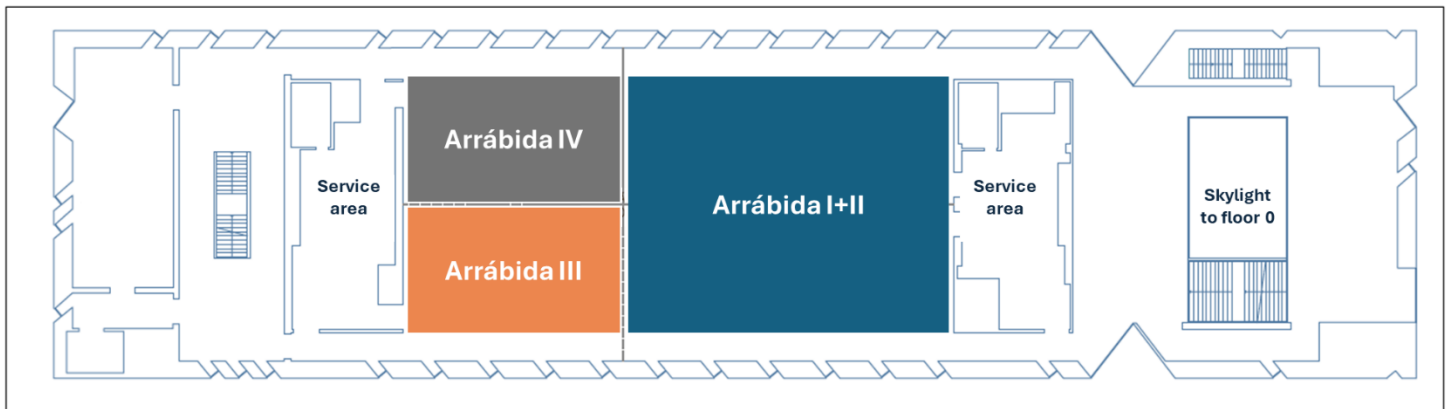 Arrábida IV
Service
area
Arrábida I+II
Service
area
Skylight
to floor 0
Arrábida III